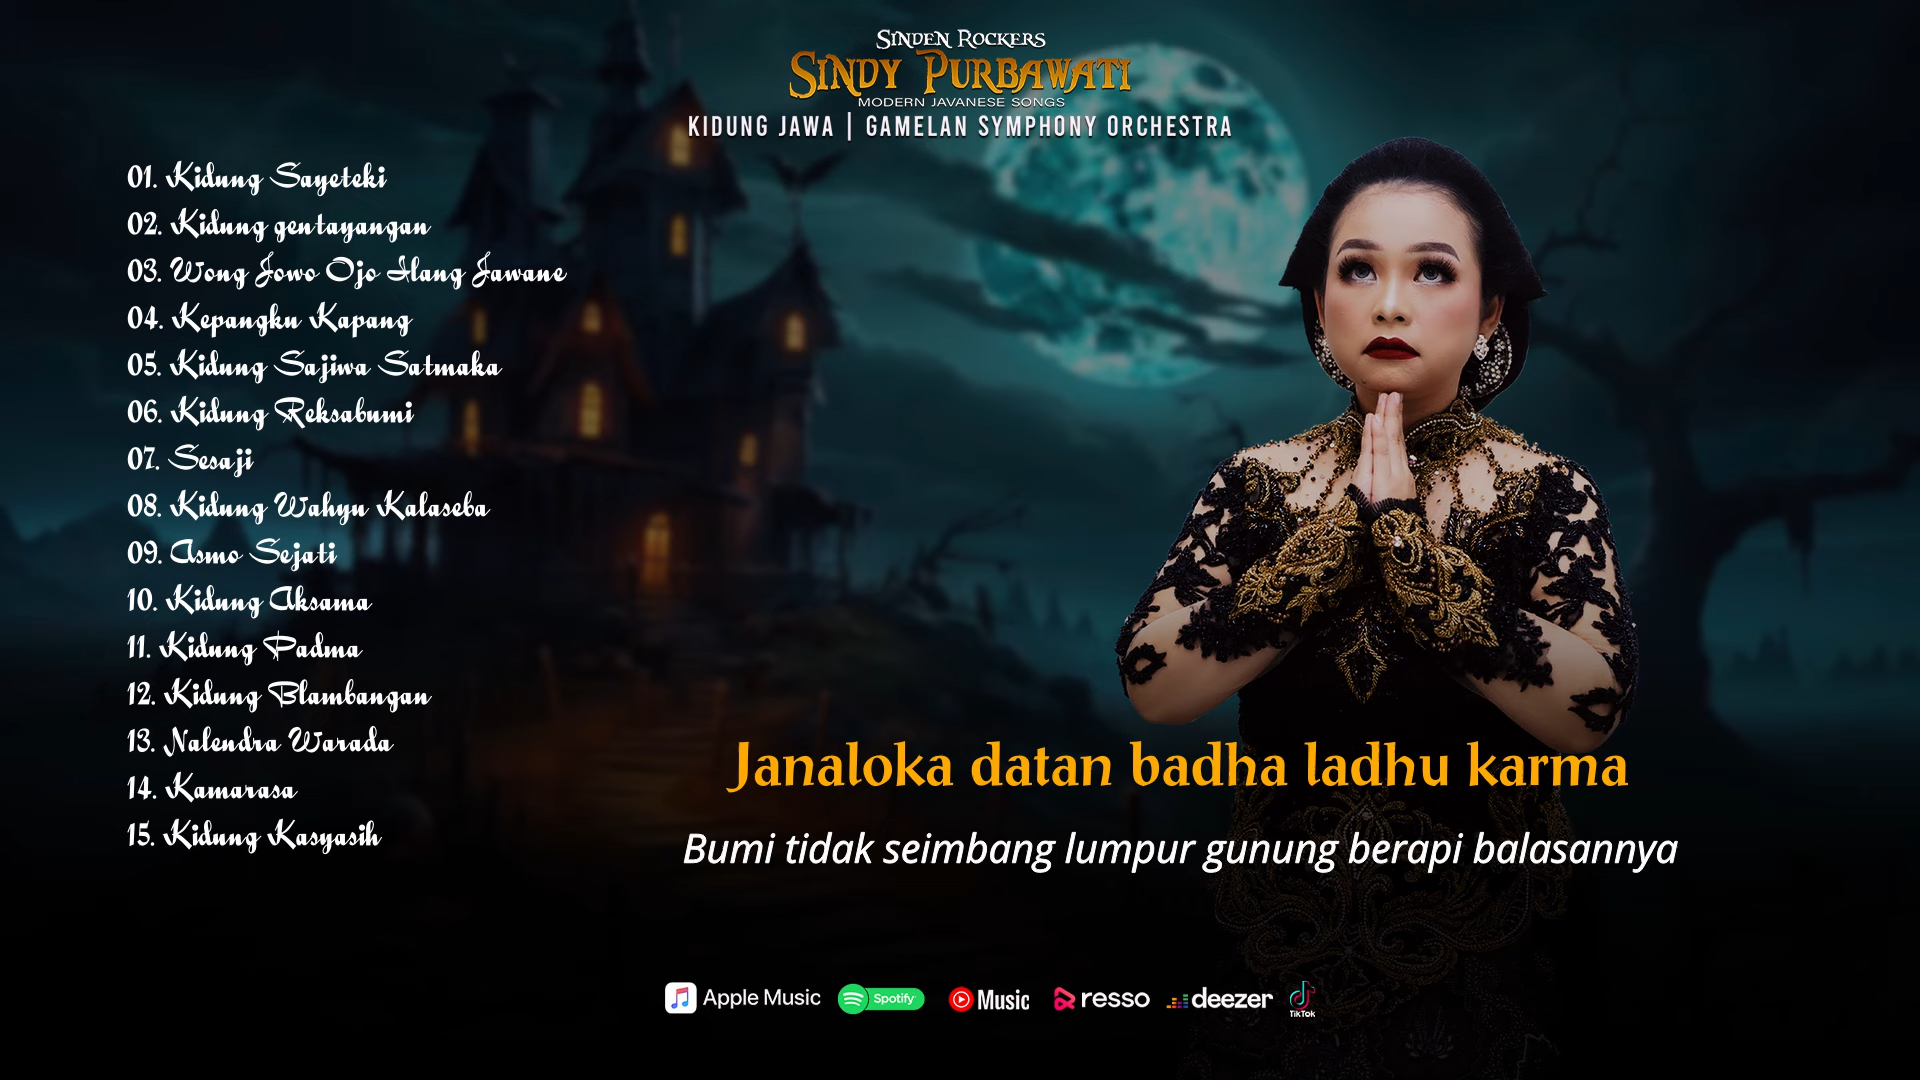 SINDEN ROCKERS
SINDY PURBAWATI
MODERN JAVANESE SONGS
KIDUNG JAWA | GAMELAN SYMPHONY ORCHESTRA
01. Kidung Sayeteki
02. Kidung gentayangan
03. Wong Jowo Ojo Ilang Jawane
04. Kepangku Kapang
05. Kidung Sajiwa Satmaka
06. Kidung Reksabumi
07. Sesaji
08. Kidung Wahyu Kalaseba
09. Asmo Sejati
10. Kidung Aksama
11. Kidung Padma
12. Kidung Blambangan
13. Nalendra Warada
14. Kamarasa
15. Kidung Kasyasih
Janaloka datan badha ladhu karma
Bumi tidak seimbang lumpur gunung berapi balasannya
Apple Music Spotify Music resso deezer TikTok